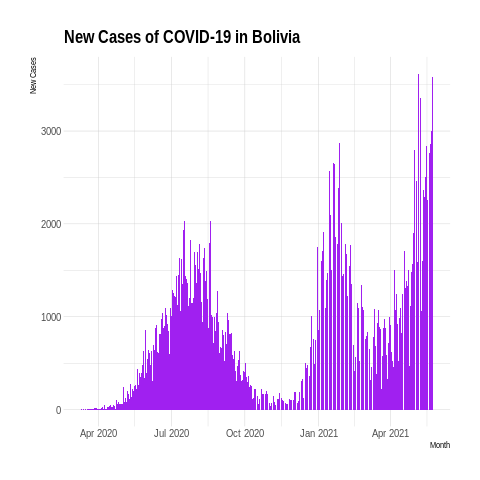 New Cases of COVID-19 in Bolivia
New Cases
3000
2000
1000
0
Apr 2020 Jul 2020 Oct 2020 Jan 2021 Apr 2021
Month